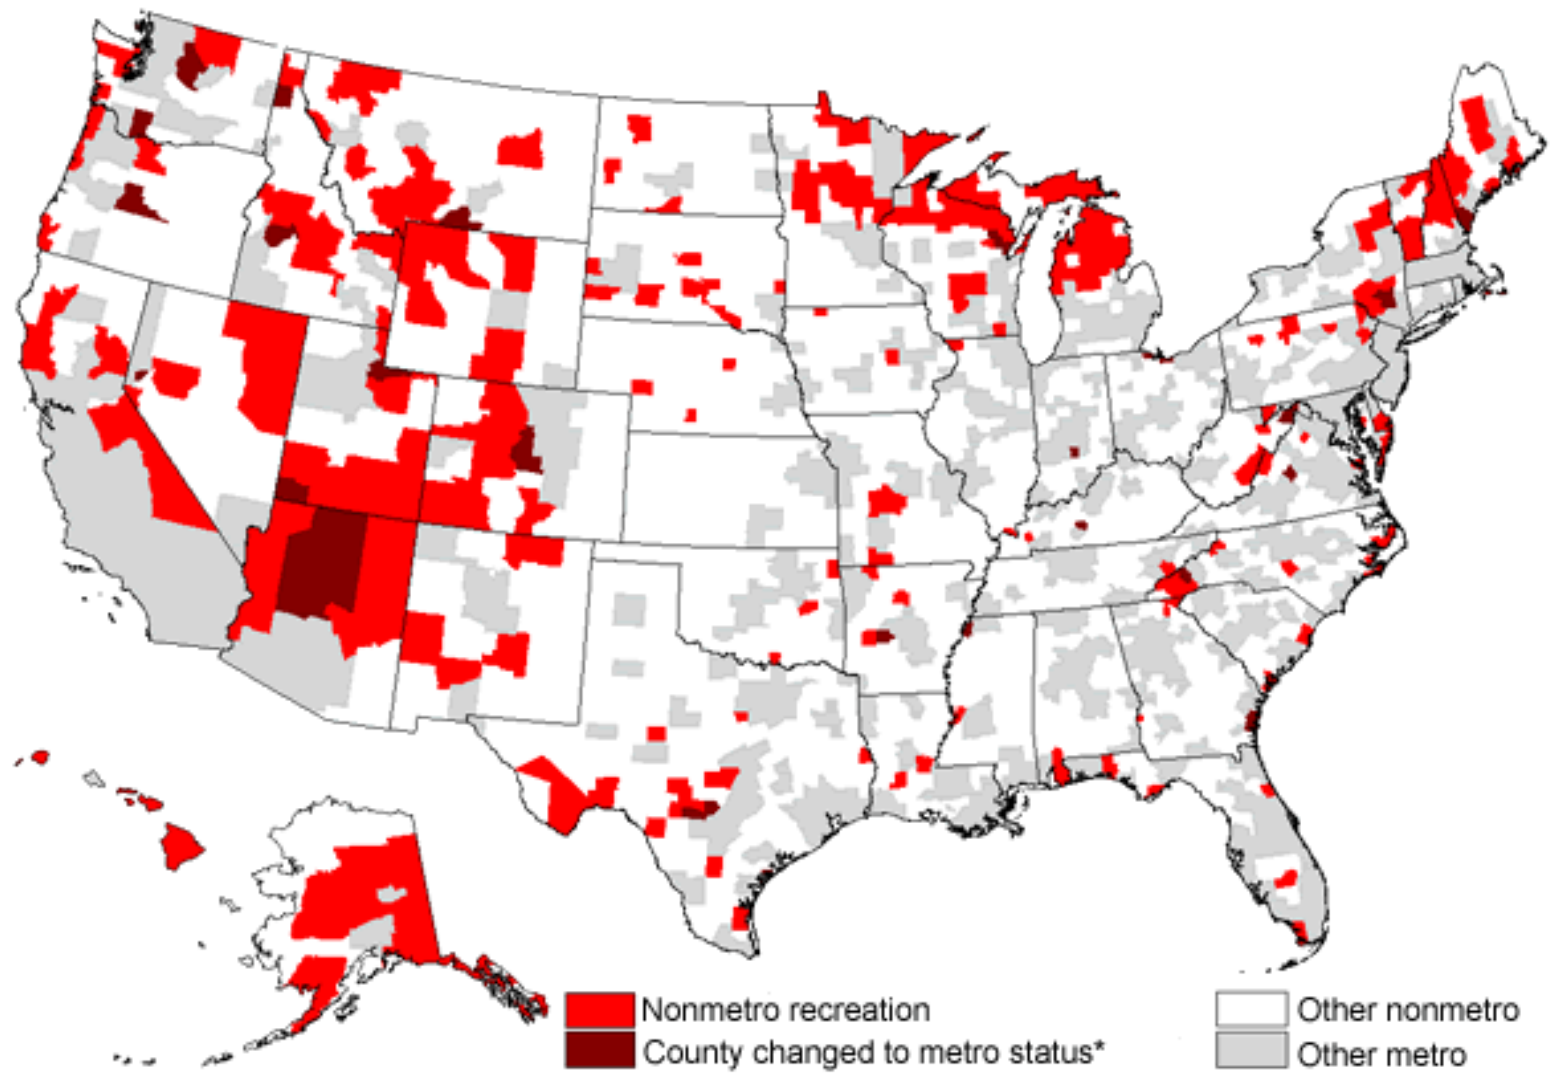 Nonmetro recreation
County changed to metro status*
Other nonmetro
Other metro